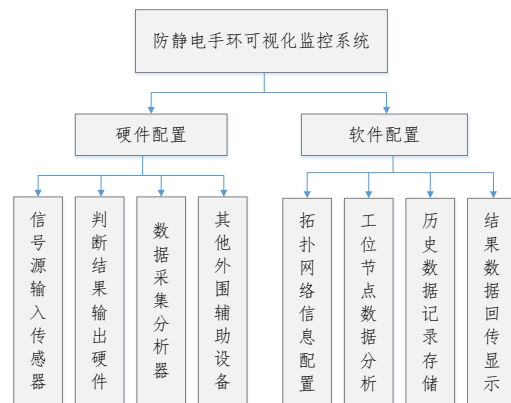 防静电手环可视化监控系统
硬件配置
软件配置
信号源输入传感器
判断结果输出硬件
数据采集分析器
其他外围辅助设备
拓扑网络信息配置
工位节点数据分析
历史数据记录存储
结果数据回传显示